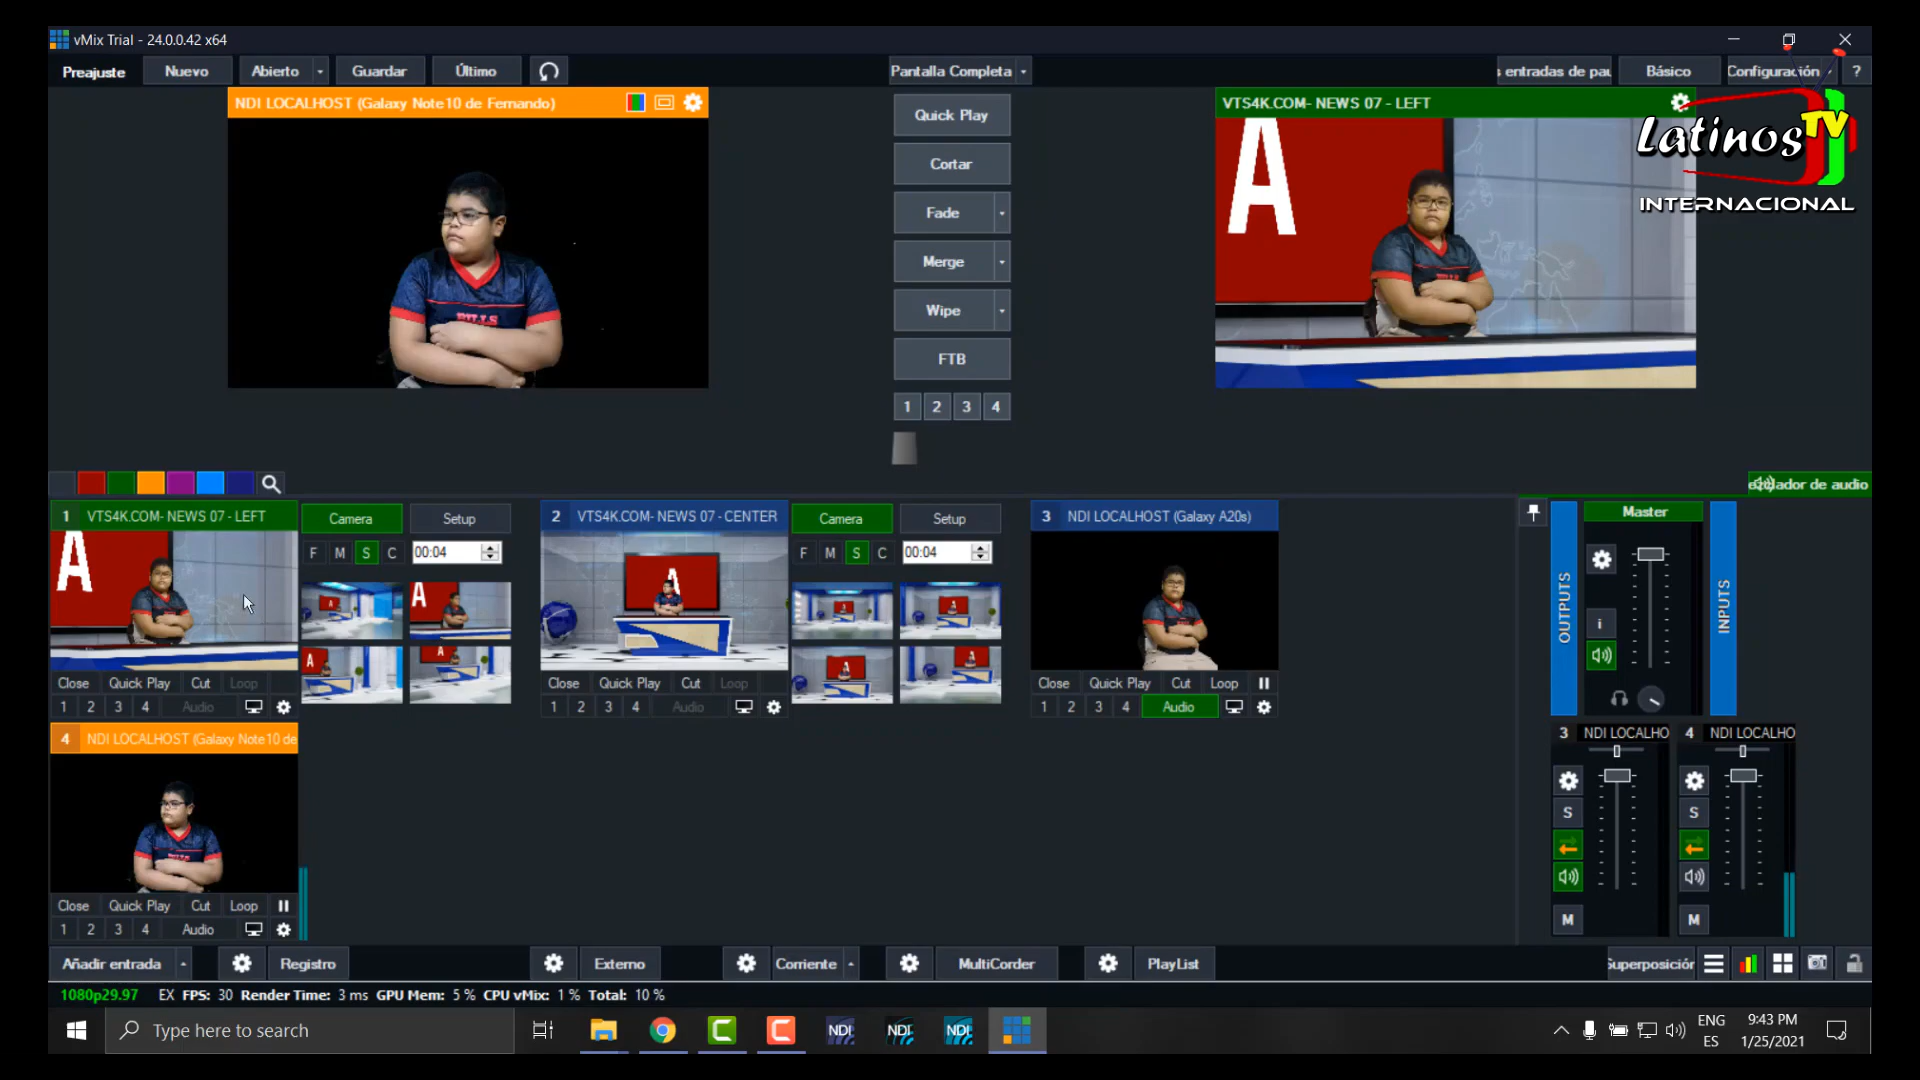 vMix Trial - 24.0.0.42 x64
Preajuste
Nuevo
Abierto
Guardar
Último
Pantalla Completa
entradas de pau
Básico
Configuración
?
NDI LOCALHOST (Galaxy Note10 de Fernando)
Quick Play
Cortar
Fade
Merge
Wipe
FTB
1 2 3 4
VTS4K.COM- NEWS 07 - LEFT
A
BILLS
Latinos TV
INTERNACIONAL
ador de audio
1 VTS4K.COM- NEWS 07 - LEFT
Camera
Setup
F M S C 00:04
A
Close Quick Play Cut Loop
1 2 3 4 Audio
2 VTS4K.COM- NEWS 07 - CENTER
Camera
Setup
F M S C 00:04
A
Close Quick Play Cut Loop
1 2 3 4 Audio
3 NDI LOCALHOST (Galaxy A20s)
Close Quick Play Cut Loop
1 2 3 4 Audio
4 NDI LOCALHOST (Galaxy Note10 de
Close Quick Play Cut Loop
1 2 3 4 Audio
OUTPUTS
Master
i
INPUTS
3 NDI LOCALHO
S
M
4 NDI LOCALHO
S
M
Añadir entrada
Registro
Externo
Corriente
MultiCorder
PlayList
Superposición
1080p29.97 EX FPS: 30 Render Time: 3 ms GPU Mem: 5 % CPU vMix: 1 % Total: 10 %
Type here to search
NDI
NDI
NDI
ENG
ES
9:43 PM
1/25/2021